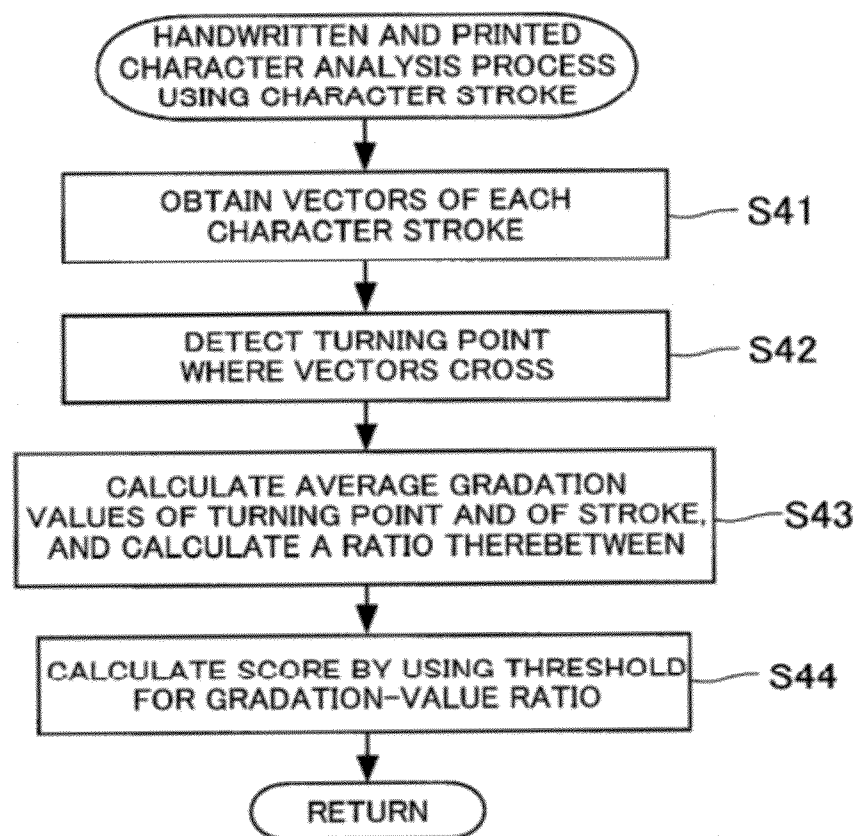 HANDWRITTEN AND PRINTED
CHARACTER ANALYSIS PROCESS
USING CHARACTER STROKE
OBTAIN VECTORS OF EACH
CHARACTER STROKE
S41
DETECT TURNING POINT
WHERE VECTORS CROSS
S42
CALCULATE AVERAGE GRADATION
VALUES OF TURNING POINT AND OF STROKE,
AND CALCULATE A RATIO THEREBETWEEN
S43
CALCULATE SCORE BY USING THRESHOLD
FOR GRADATION-VALUE RATIO
S44
RETURN